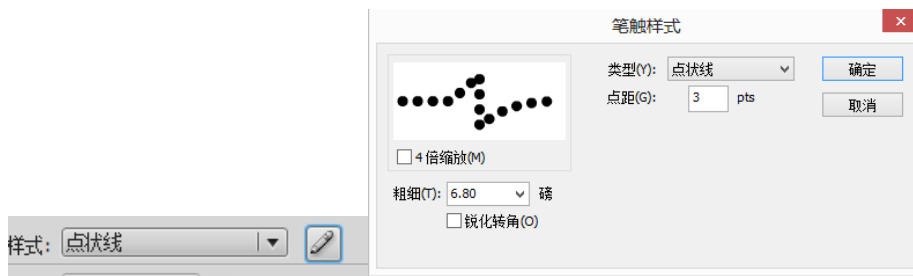 笔触样式
类型(Y): 点状线 确定
点距(G): 3 pts 取消
4 倍缩放(M)
粗细(T): 6.80 磅
锐化转角(O)
样式: 点状线